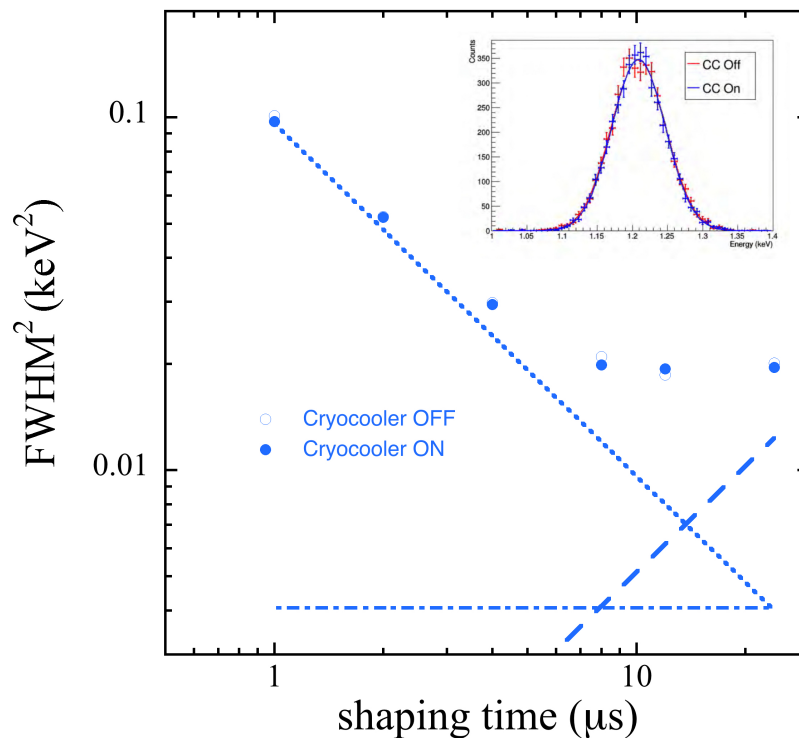 Counts
350
300
250
200
150
100
50
0
CC Off
CC On
1
1.05
1.1
1.15
1.2
1.25
1.3
1.35
1.4
Energy (keV)
0.1
0.01
FWHM² (keV²)
Cryocooler OFF
Cryocooler ON
1
10
shaping time (μs)